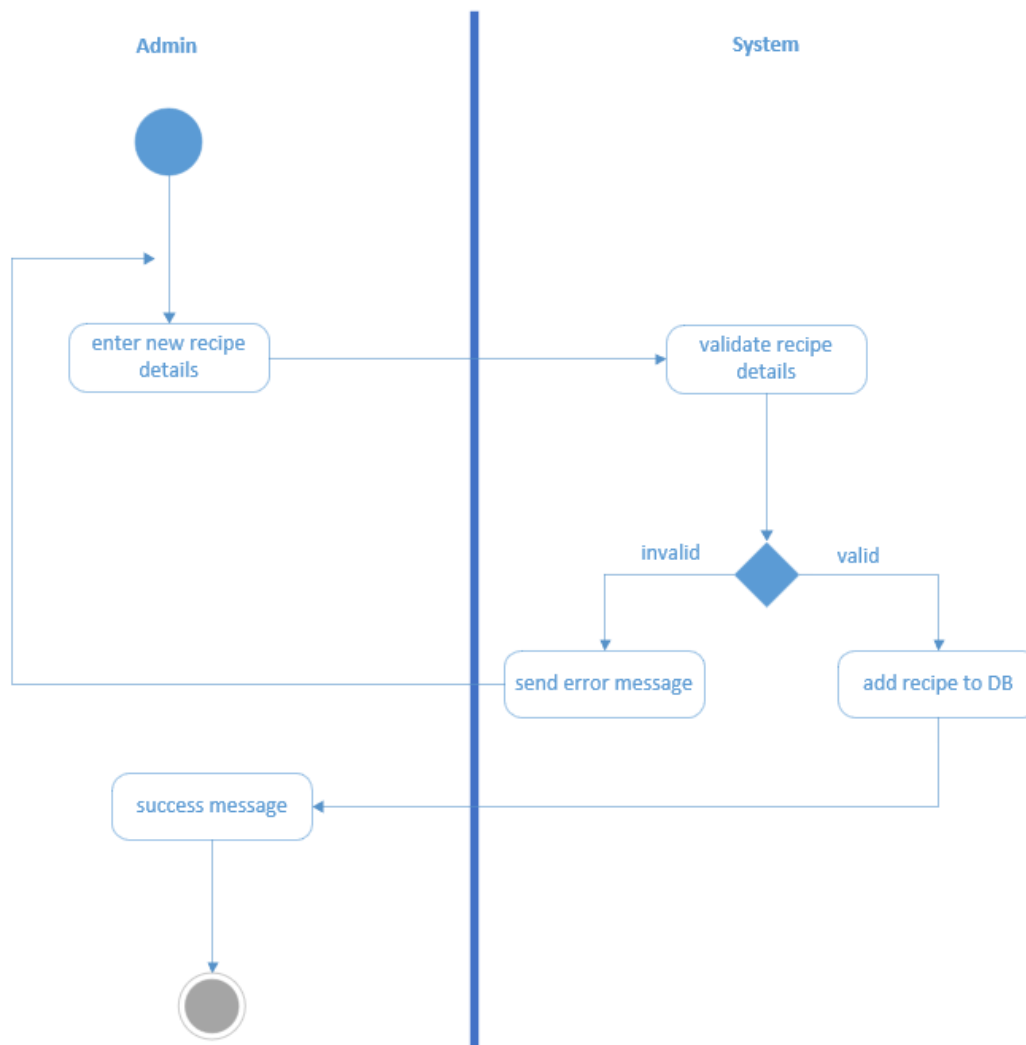 Admin
System
enter new recipe
details
validate recipe
details
invalid
valid
send error message
add recipe to DB
success message